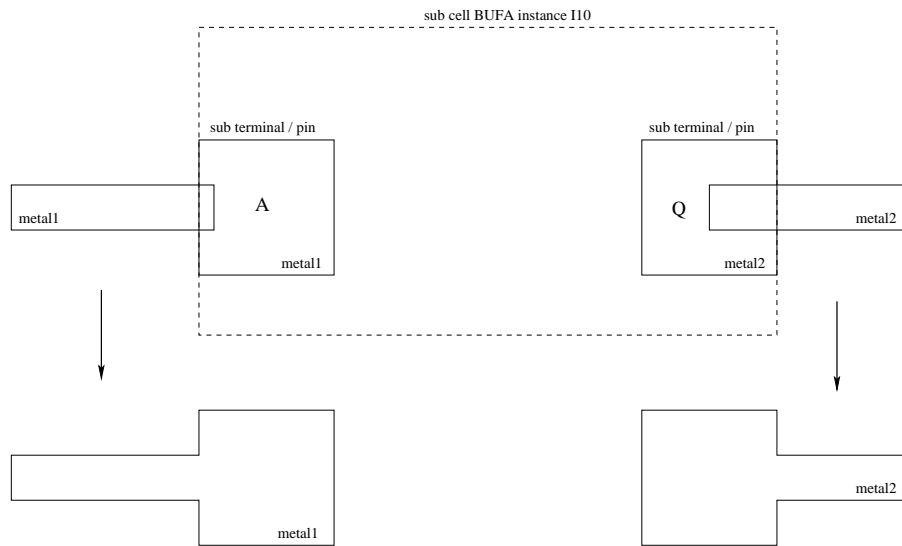 sub cell BUFA instance I10
sub terminal / pin
sub terminal / pin
A
Q
metal1
metal2
metal1
metal2
metal2
metal1